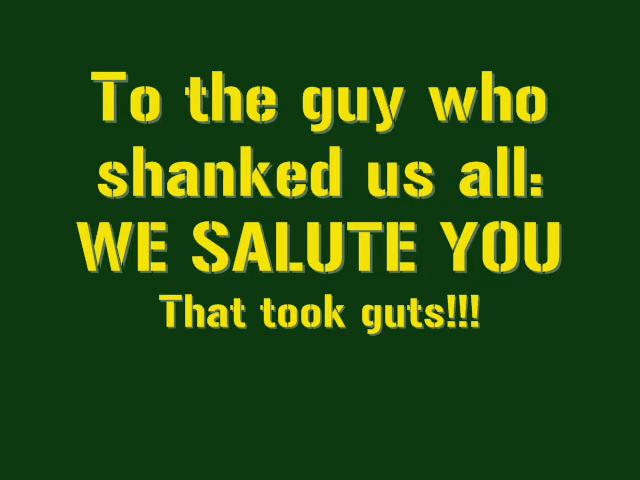 To the guy who
shanked us all:
WE SALUTE YOU
That took guts!!!